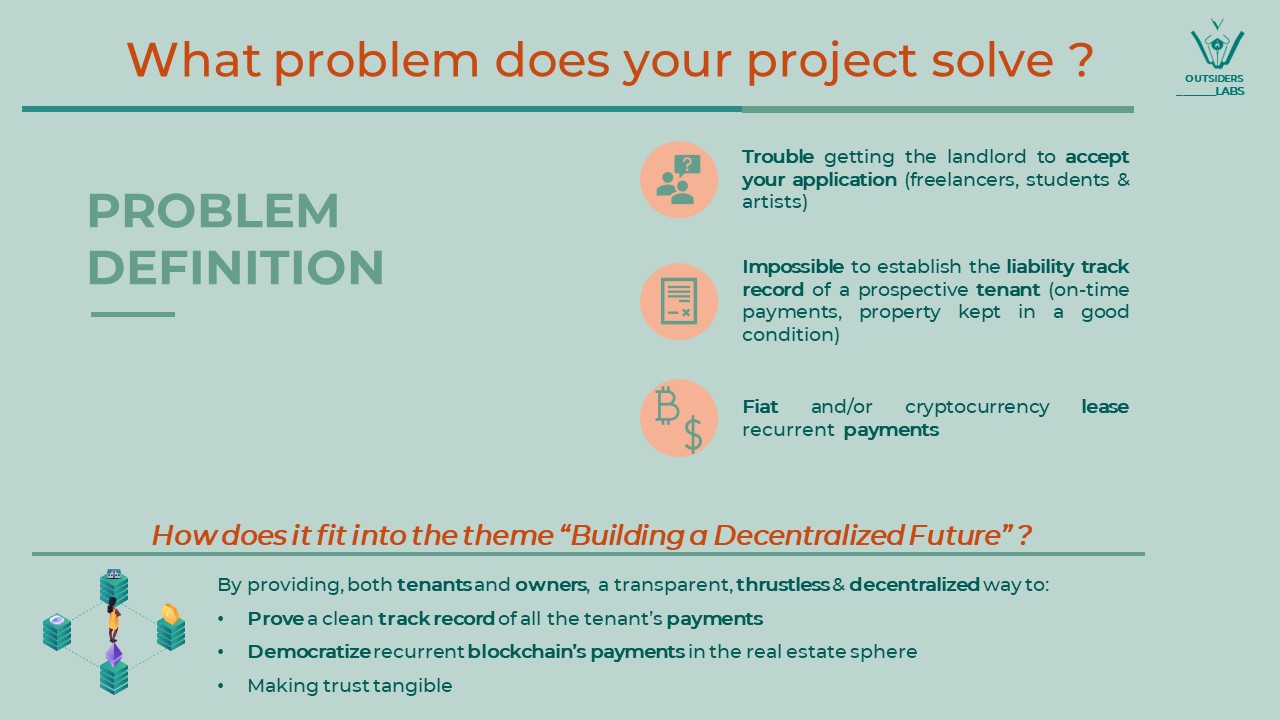 What problem does your project solve ?
OUTSIDERS
______LABS
PROBLEM
DEFINITION
Trouble getting the landlord to accept
your application (freelancers, students &
artists)
Impossible to establish the liability track
record of a prospective tenant (on-time
payments, property kept in a good
condition)
Fiat and/or cryptocurrency lease
recurrent payments
How does it fit into the theme “Building a Decentralized Future” ?
By providing, both tenants and owners, a transparent, thrustless & decentralized way to:
• Prove a clean track record of all the tenant’s payments
• Democratize recurrent blockchain’s payments in the real estate sphere
• Making trust tangible